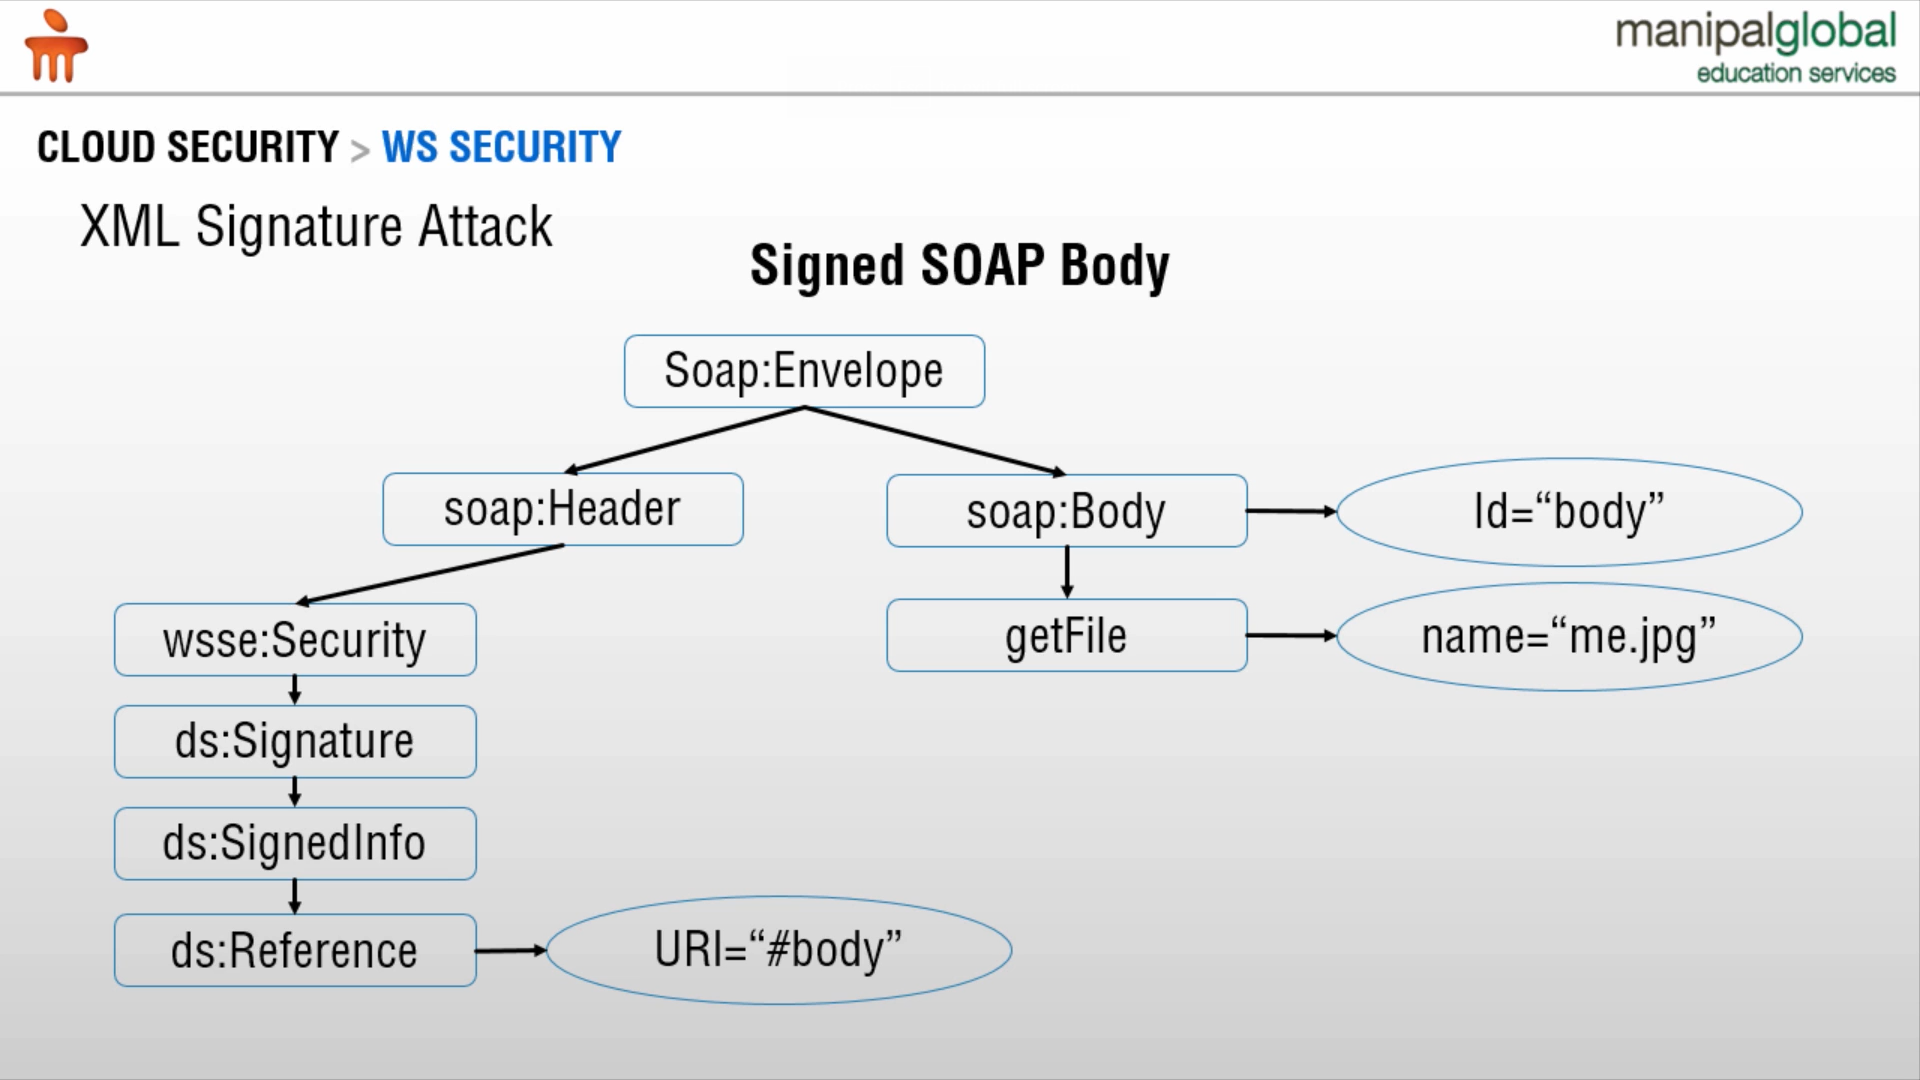 manipalglobal
education services
CLOUD SECURITY > WS SECURITY
XML Signature Attack
Signed SOAP Body
Soap:Envelope
soap:Header
soap:Body
Id=“body”
wsse:Security
getFile
name=“me.jpg”
ds:Signature
ds:SignedInfo
ds:Reference
URI=“#body”